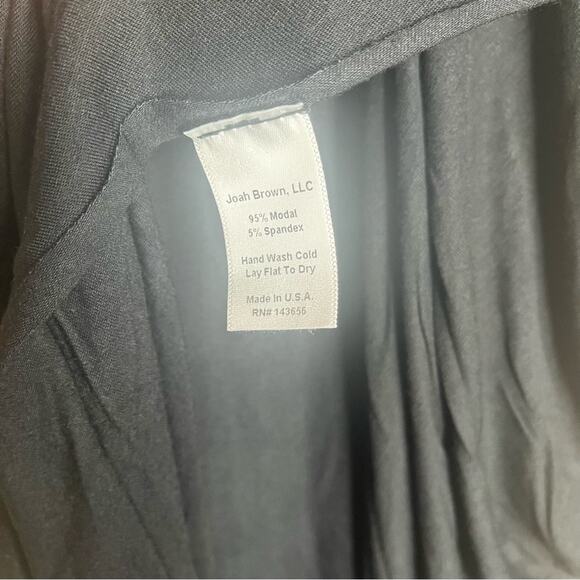 Joah Brown, LLC
95% Modal
5% Spandex
Hand Wash Cold
Lay Flat To Dry
Made In U.S.A.
RN# 143656